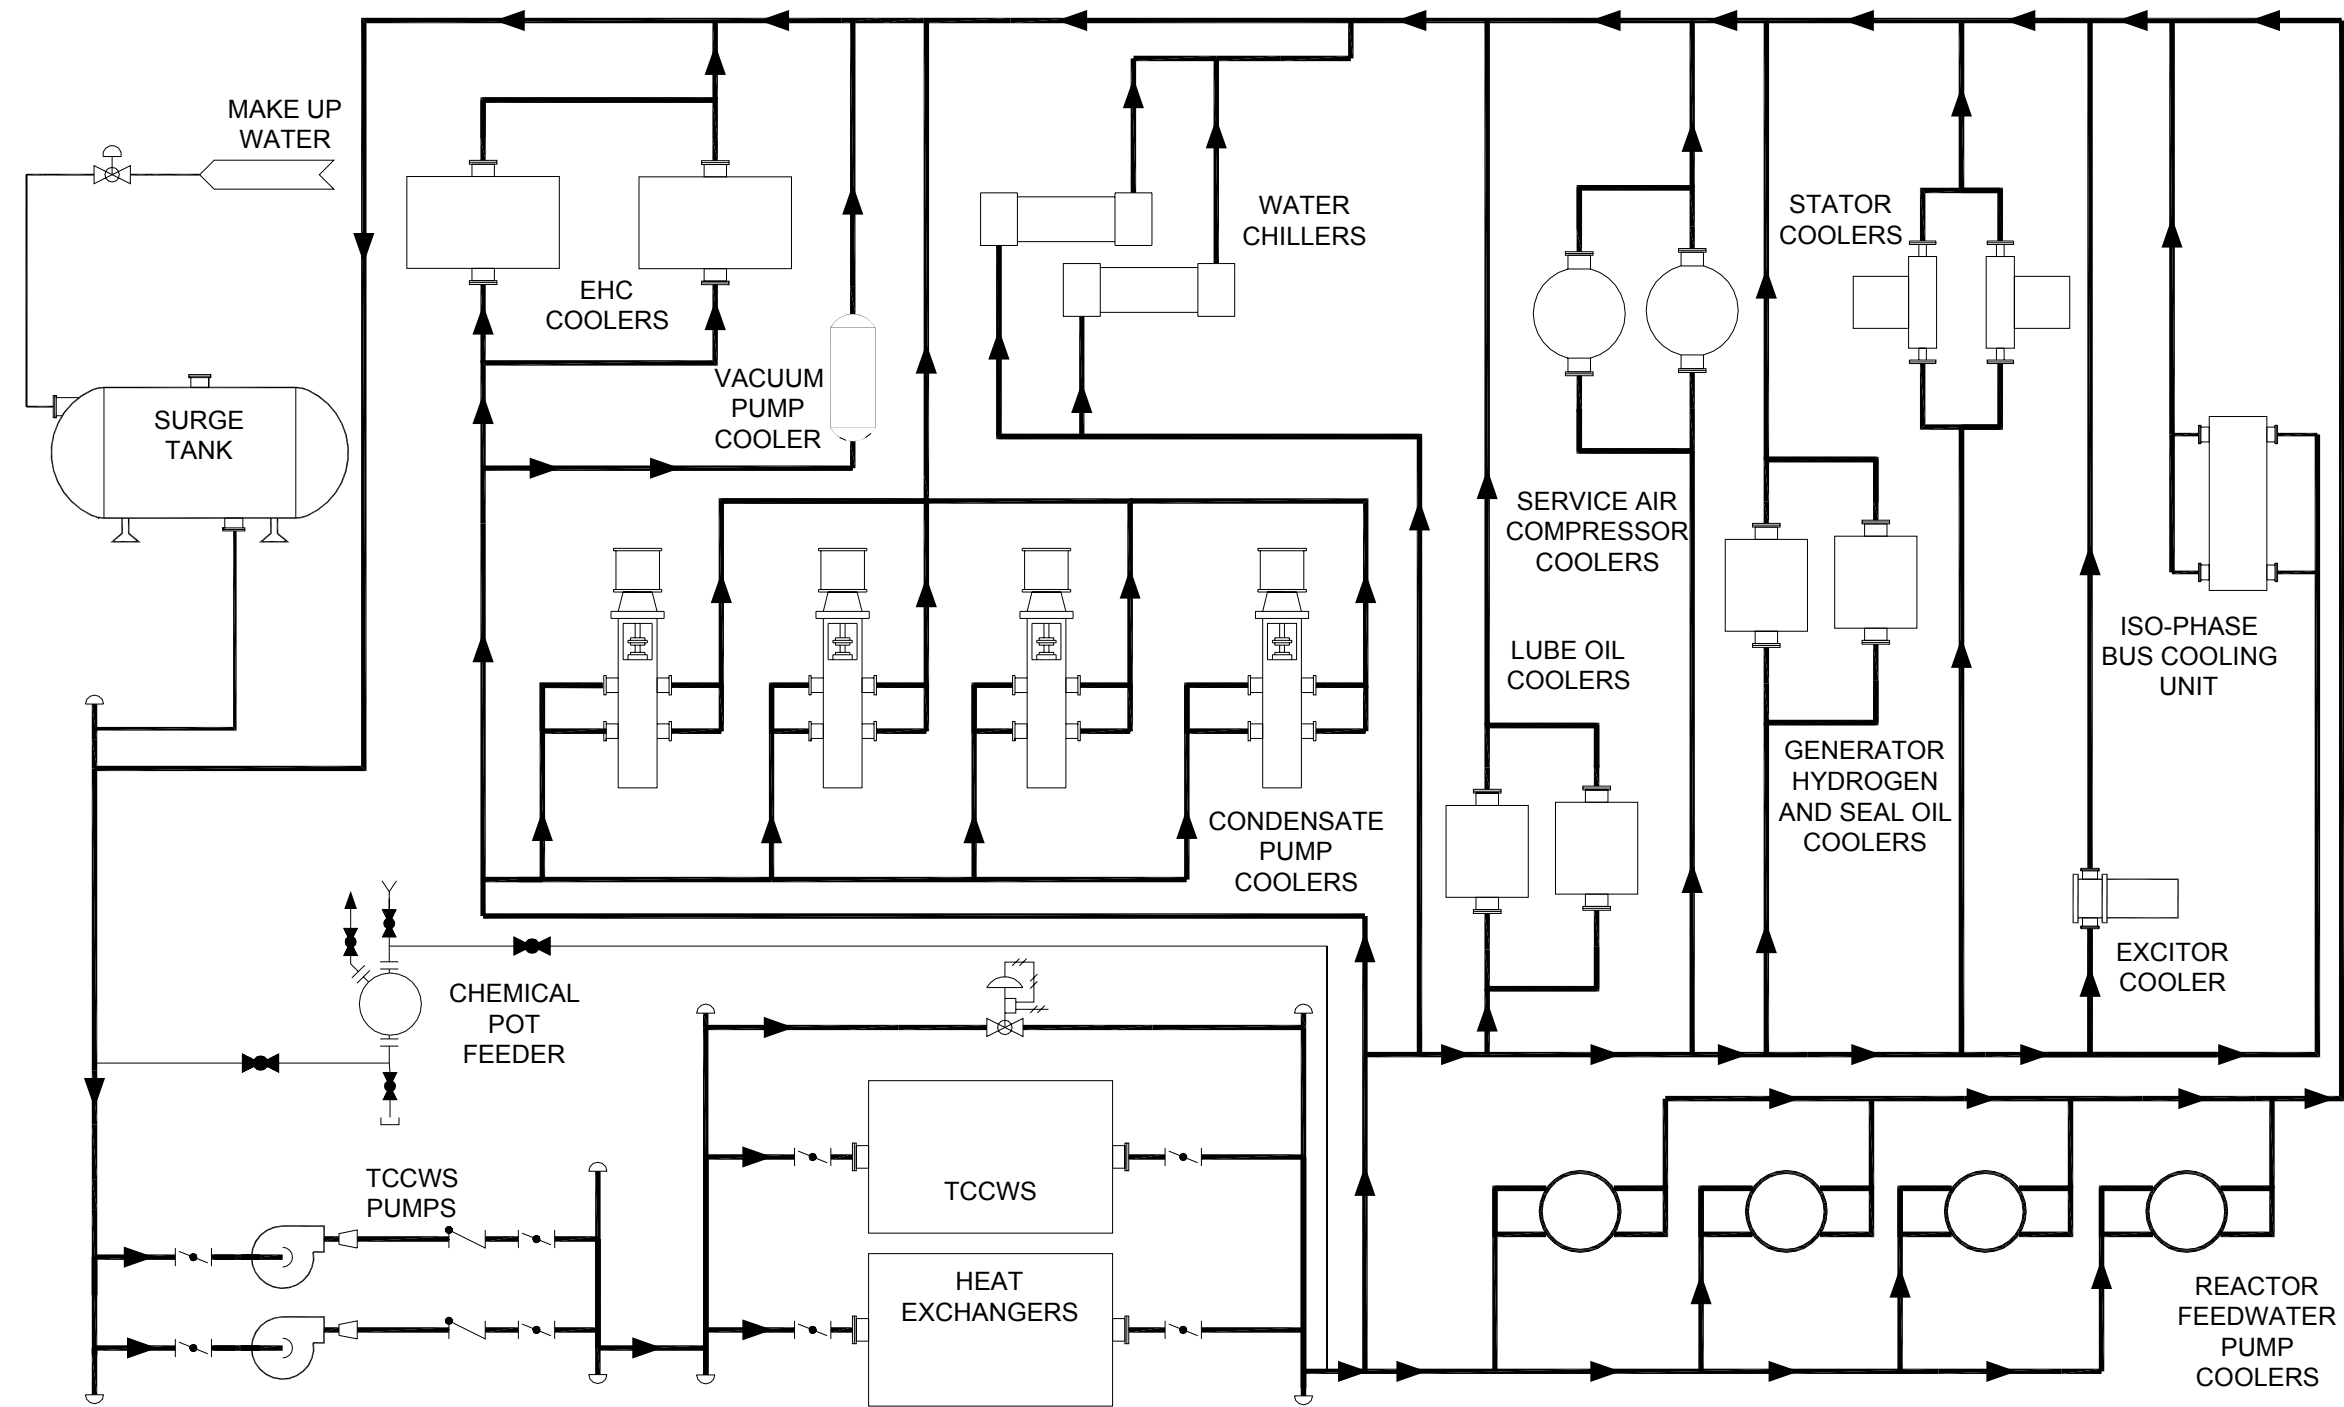 MAKE UP
WATER
SURGE
TANK
EHC
COOLERS
VACUUM
PUMP
COOLER
WATER
CHILLERS
STATOR
COOLERS
SERVICE AIR
COMPRESSOR
COOLERS
LUBE OIL
COOLERS
ISO-PHASE
BUS COOLING
UNIT
GENERATOR
HYDROGEN
AND SEAL OIL
COOLERS
CONDENSATE
PUMP
COOLERS
EXCITOR
COOLER
CHEMICAL
POT
FEEDER
TCCWS
PUMPS
TCCWS
HEAT
EXCHANGERS
REACTOR
FEEDWATER
PUMP
COOLERS